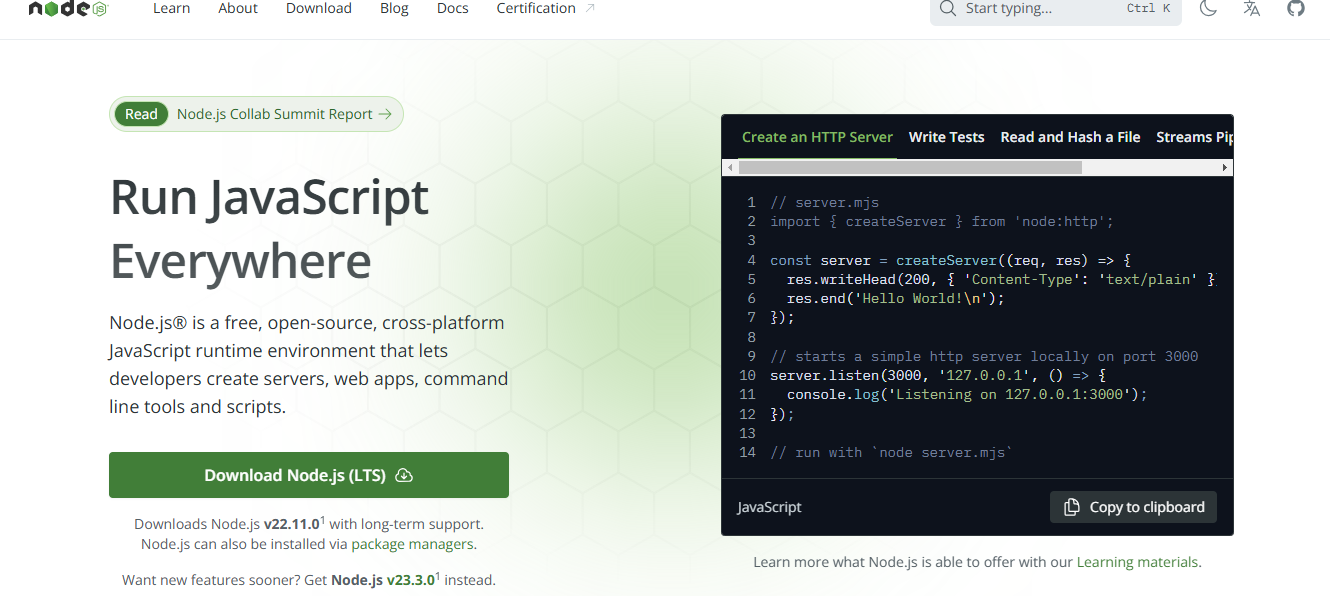 node
Learn About Download Blog Docs Certification
Start typing... Ctrl K
Read Node.js Collab Summit Report
Run JavaScript
Everywhere
Node.js® is a free, open-source, cross-platform
JavaScript runtime environment that lets
developers create servers, web apps, command
line tools and scripts.
Download Node.js (LTS)
Downloads Node.js v22.11.0¹ with long-term support.
Node.js can also be installed via package managers.
Want new features sooner? Get Node.js v23.3.0¹ instead.
Create an HTTP Server Write Tests Read and Hash a File Streams Pip
1 // server.mjs
2 import { createServer } from 'node:http';
3
4 const server = createServer((req, res) => {
5 res.writeHead(200, { 'Content-Type': 'text/plain' }
6 res.end('Hello World!\n');
7 });
8
9 // starts a simple http server locally on port 3000
10 server.listen(3000, '127.0.0.1', () => {
11 console.log('Listening on 127.0.0.1:3000');
12 });
13
14 // run with `node server.mjs`
JavaScript Copy to clipboard
Learn more what Node.js is able to offer with our Learning materials.